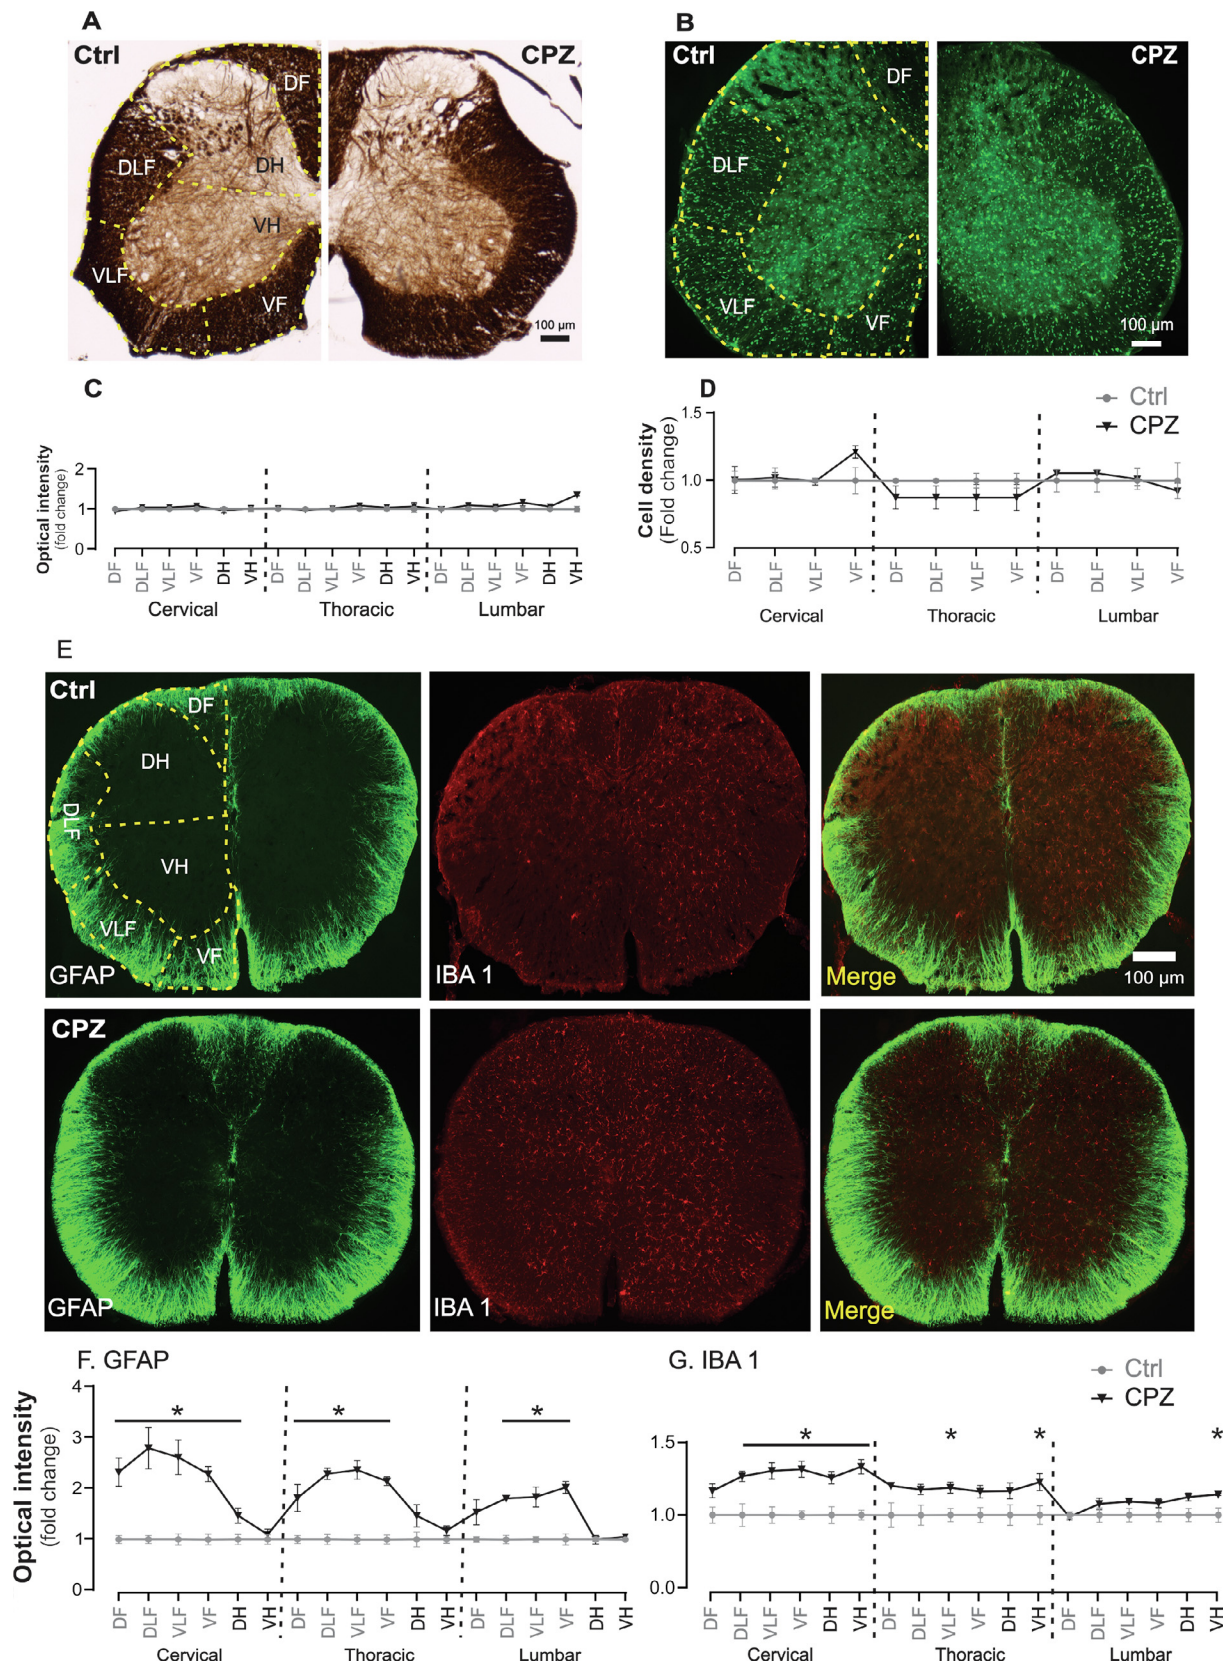 A
Ctrl
CPZ
DF
DLF
DH
VH
VLF
VF
100 µm
B
Ctrl
CPZ
DF
DLF
VLF
VF
100 µm
C
Optical intensity
(fold change)
2
1
0
DF DLF VLF VF DH VH DF DLF VLF VF DH VH DF DLF VLF VF DH VH
Cervical Thoracic Lumbar
D
Ctrl
CPZ
Cell density
(Fold change)
1.5
1.0
0.5
DF DLF VLF VF DF DLF VLF VF DF DLF VLF VF
Cervical Thoracic Lumbar
E
Ctrl
DF
DH
DLF
VH
VLF
VF
GFAP
IBA 1
Merge
100 µm
CPZ
GFAP
IBA 1
Merge
F. GFAP
Optical intensity
(fold change)
4
3
2
1
0
* * *
DF DLF VLF VF DH VH DF DLF VLF VF DH VH DF DLF VLF VF DH VH
Cervical Thoracic Lumbar
G. IBA 1
Ctrl
CPZ
1.5
1.0
0.0
* * * *
DF DLF VLF VF DH VH DF DLF VLF VF DH VH DF DLF VLF VF DH VH
Cervical Thoracic Lumbar